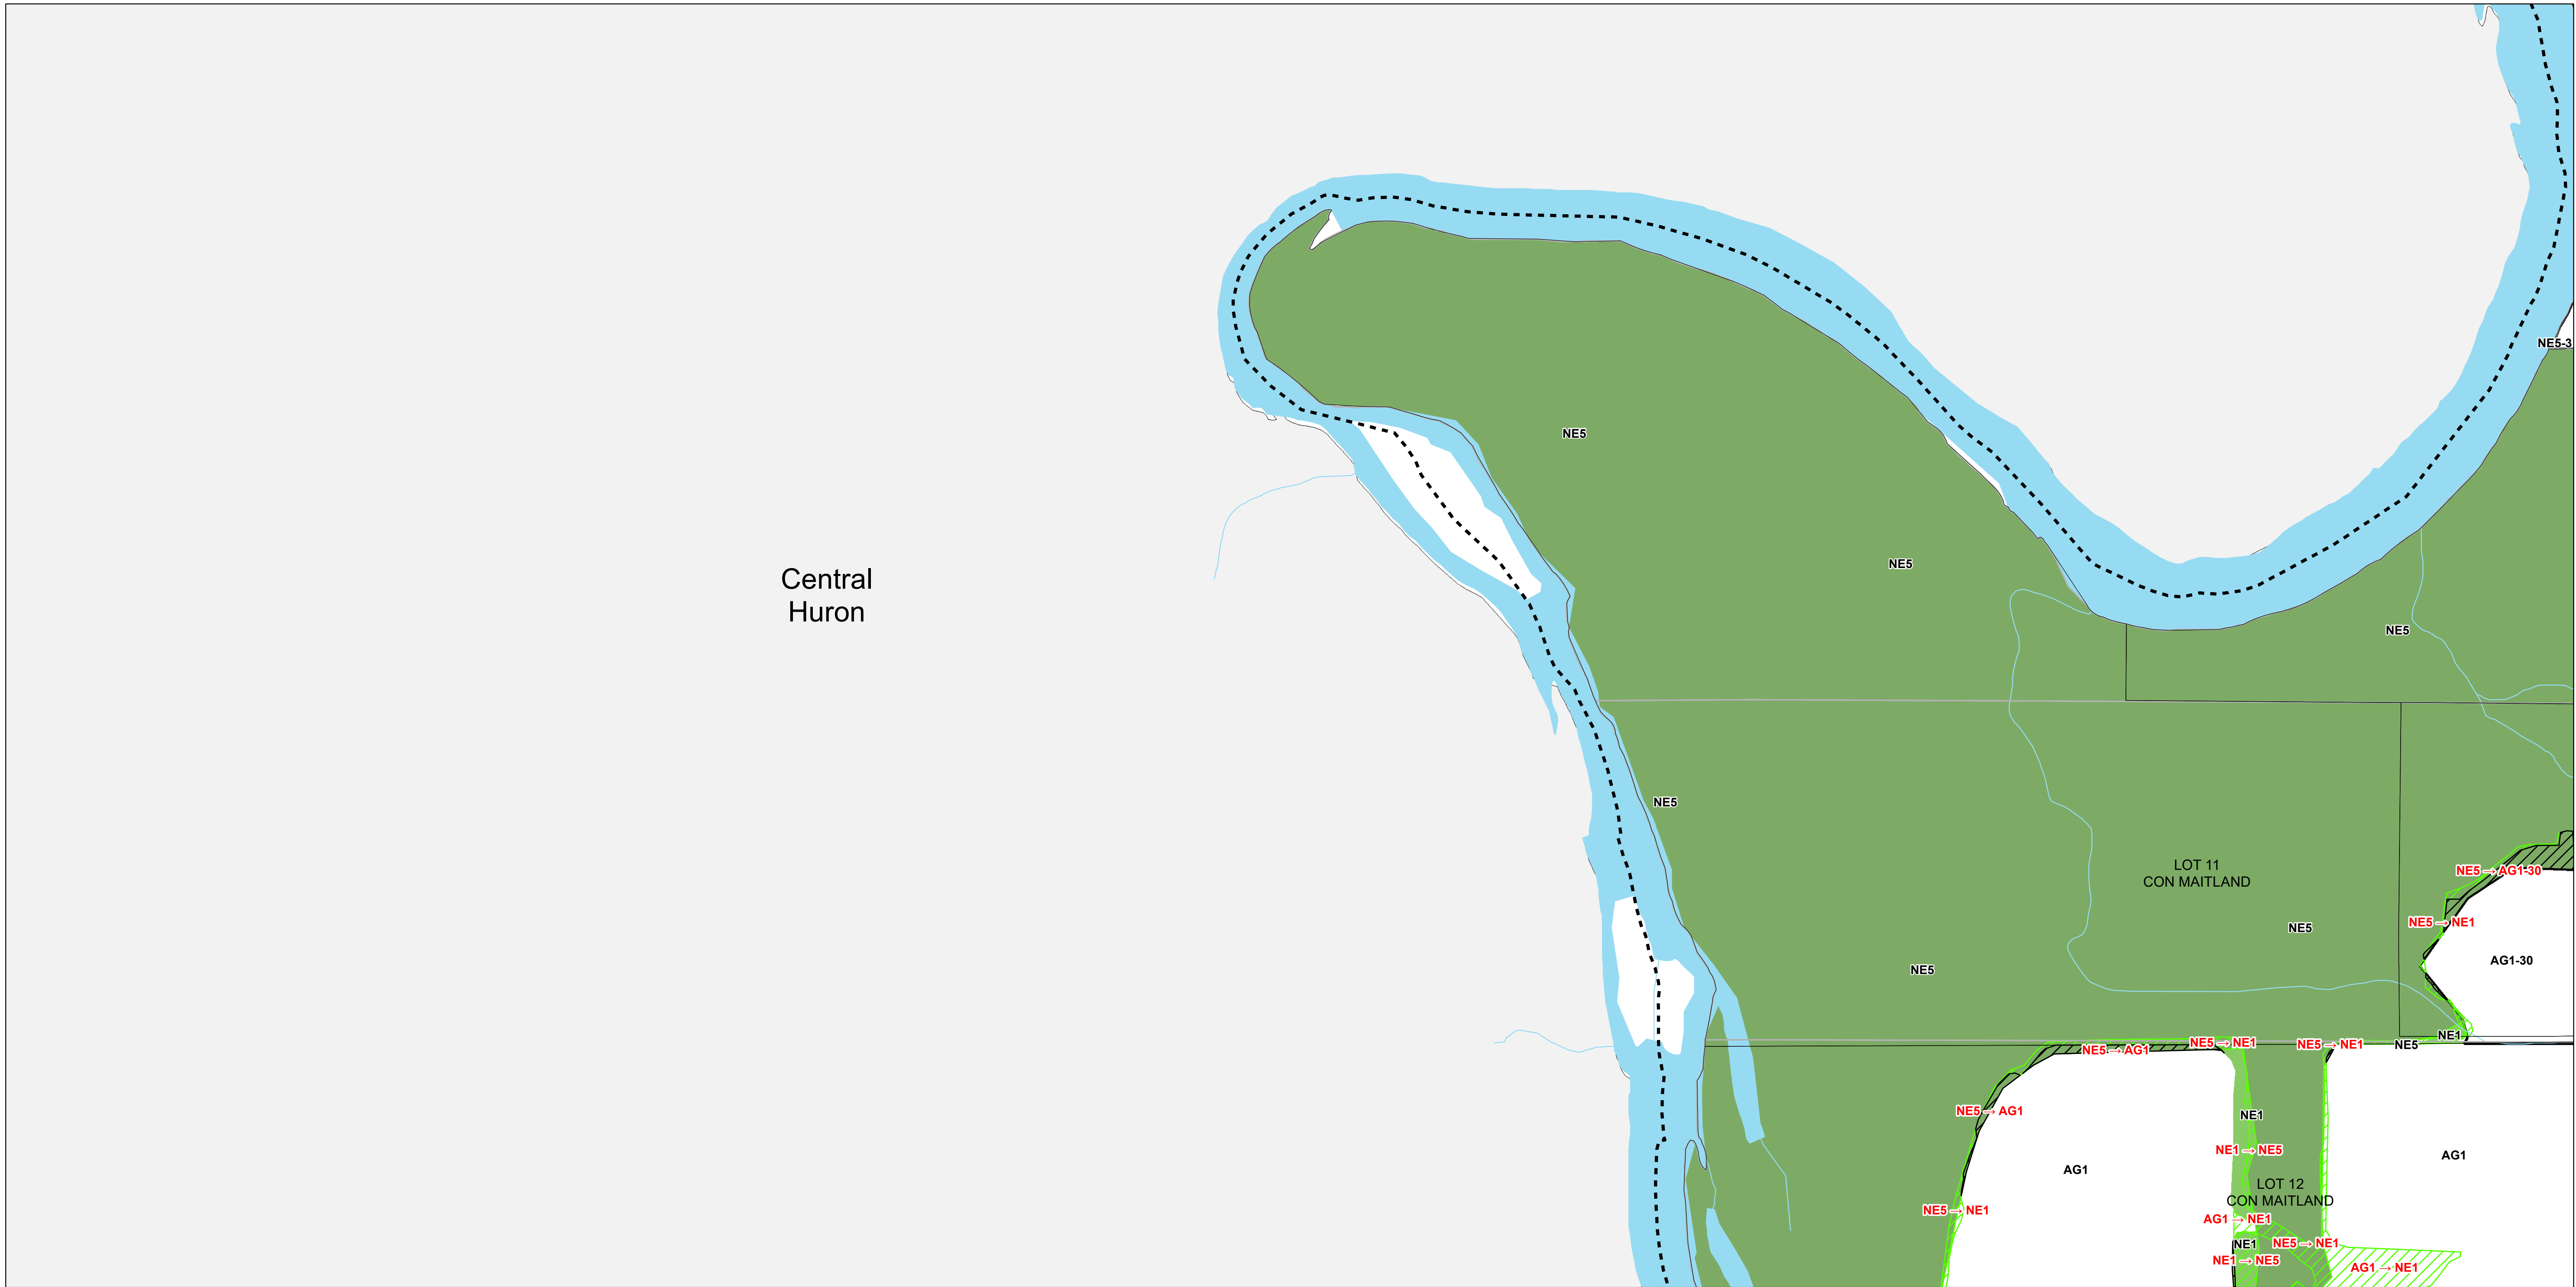 NE5-3
NE5
NE5
Central
Huron
NE5
NE5
LOT 11
CON MAITLAND
NE5 → AG1-30
NE5 → NE1
NE5
AG1-30
NE5
NE1
NE5 → AG1
NE5 → NE1
NE5 → NE1
NE5
NE5 → AG1
NE1
NE1 → NE5
AG1
AG1
LOT 12
CON MAITLAND
NE5 → NE1
AG1 → NE1
NE1
NE5 → NE1
NE1 → NE5
AG1 → NE1